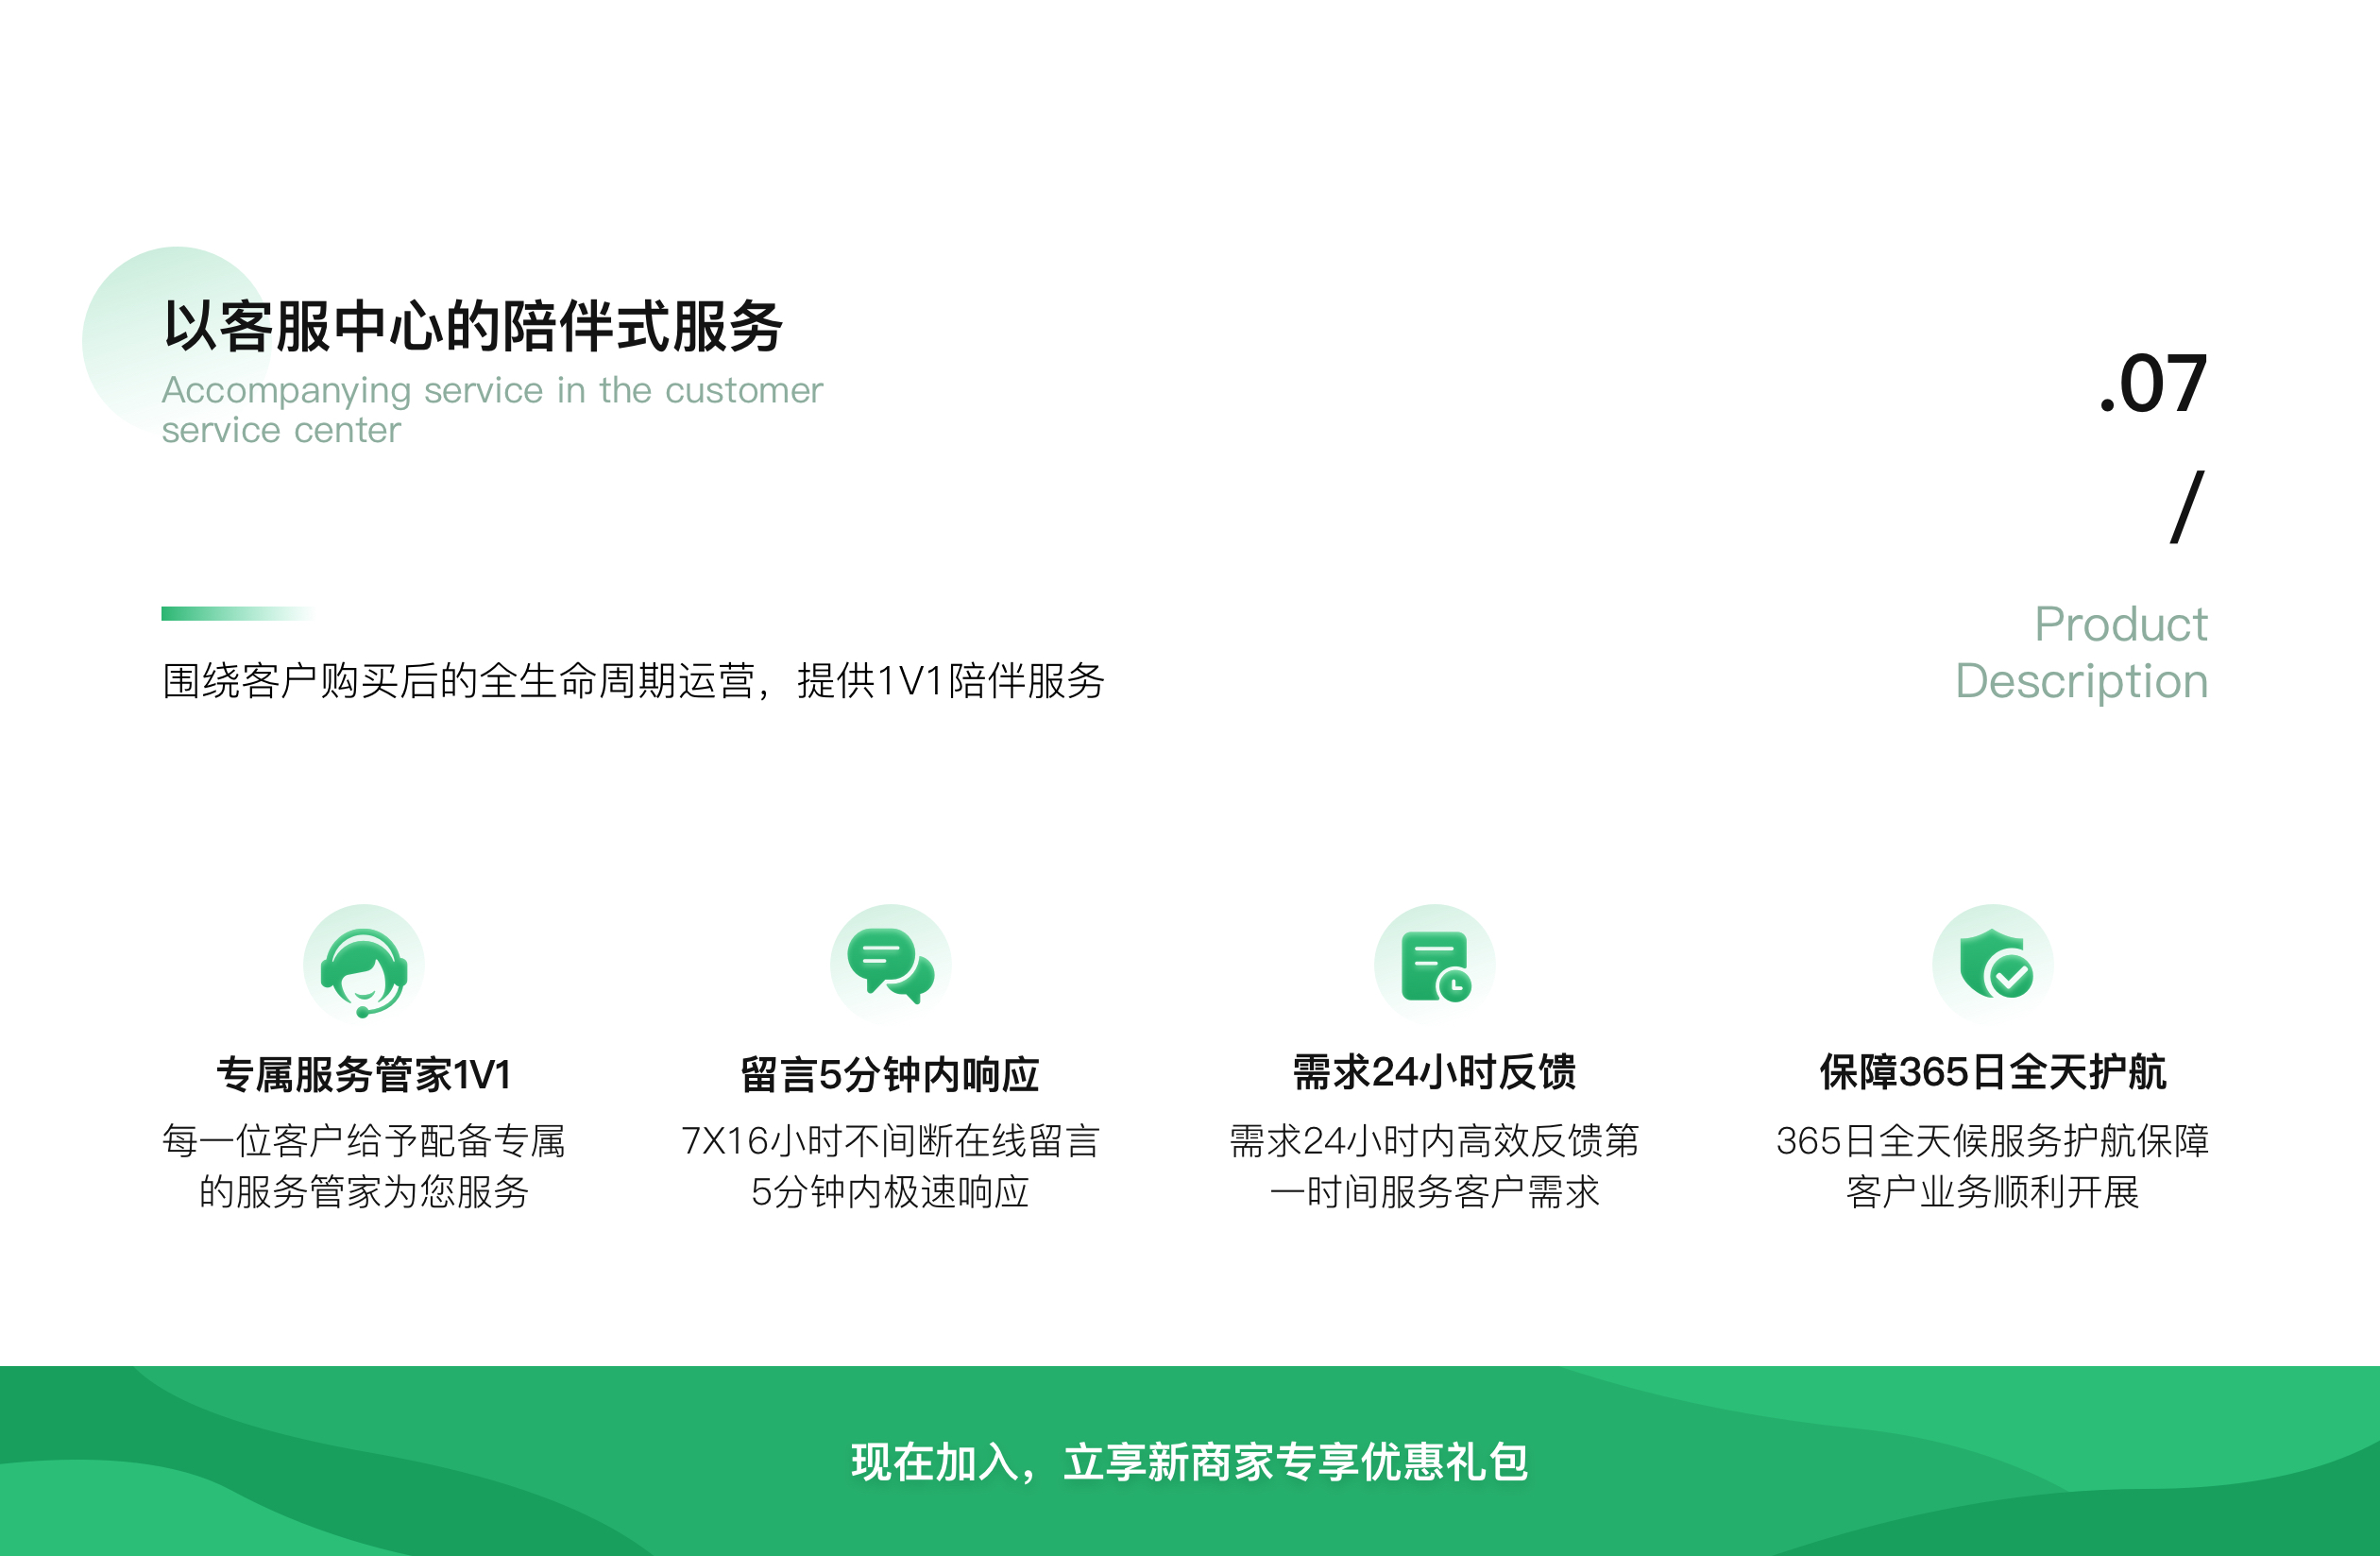 以客服中心的陪伴式服务
Accompanying service in the customer
service center
.07
/
Product
Description
围绕客户购买后的全生命周期运营，提供1V1陪伴服务
专属服务管家1V1
每一位客户给予配备专属
的服务管家为您服务
留言5分钟内响应
7X16小时不间断在线留言
5分钟内极速响应
需求24小时反馈
需求24小时内高效反馈第
一时间服务客户需求
保障365日全天护航
365日全天候服务护航保障
客户业务顺利开展
现在加入，立享新商家专享优惠礼包